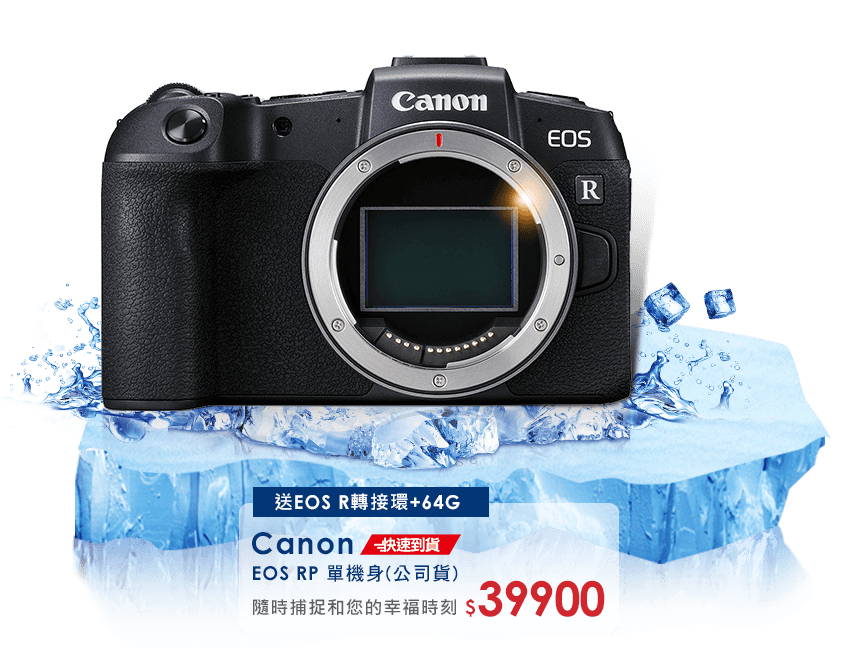 Canon
EOS
R
送EOS R轉接環+64G
Canon 快速到貨
EOS RP 單機身(公司貨)
隨時捕捉和您的幸福時刻 $39900